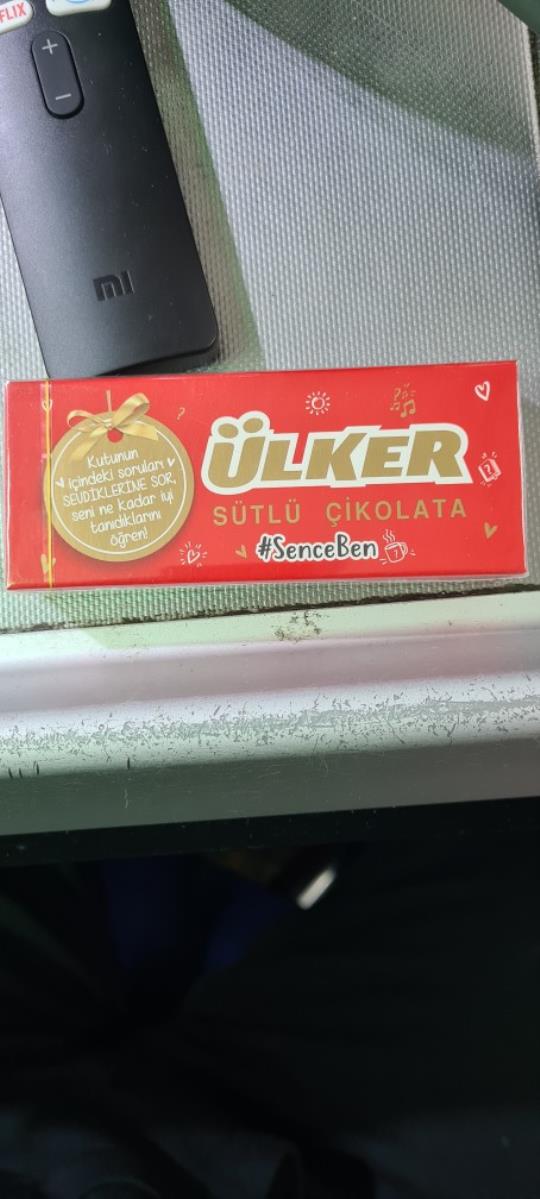 FLIX
+
−
mi
Kutunun
içindeki soruları
SEVDİKLERİNE SOR,
seni ne kadar iyi
tanıdıklarını
öğren!
ÜLKER
SÜTLÜ ÇİKOLATA
#SenceBen